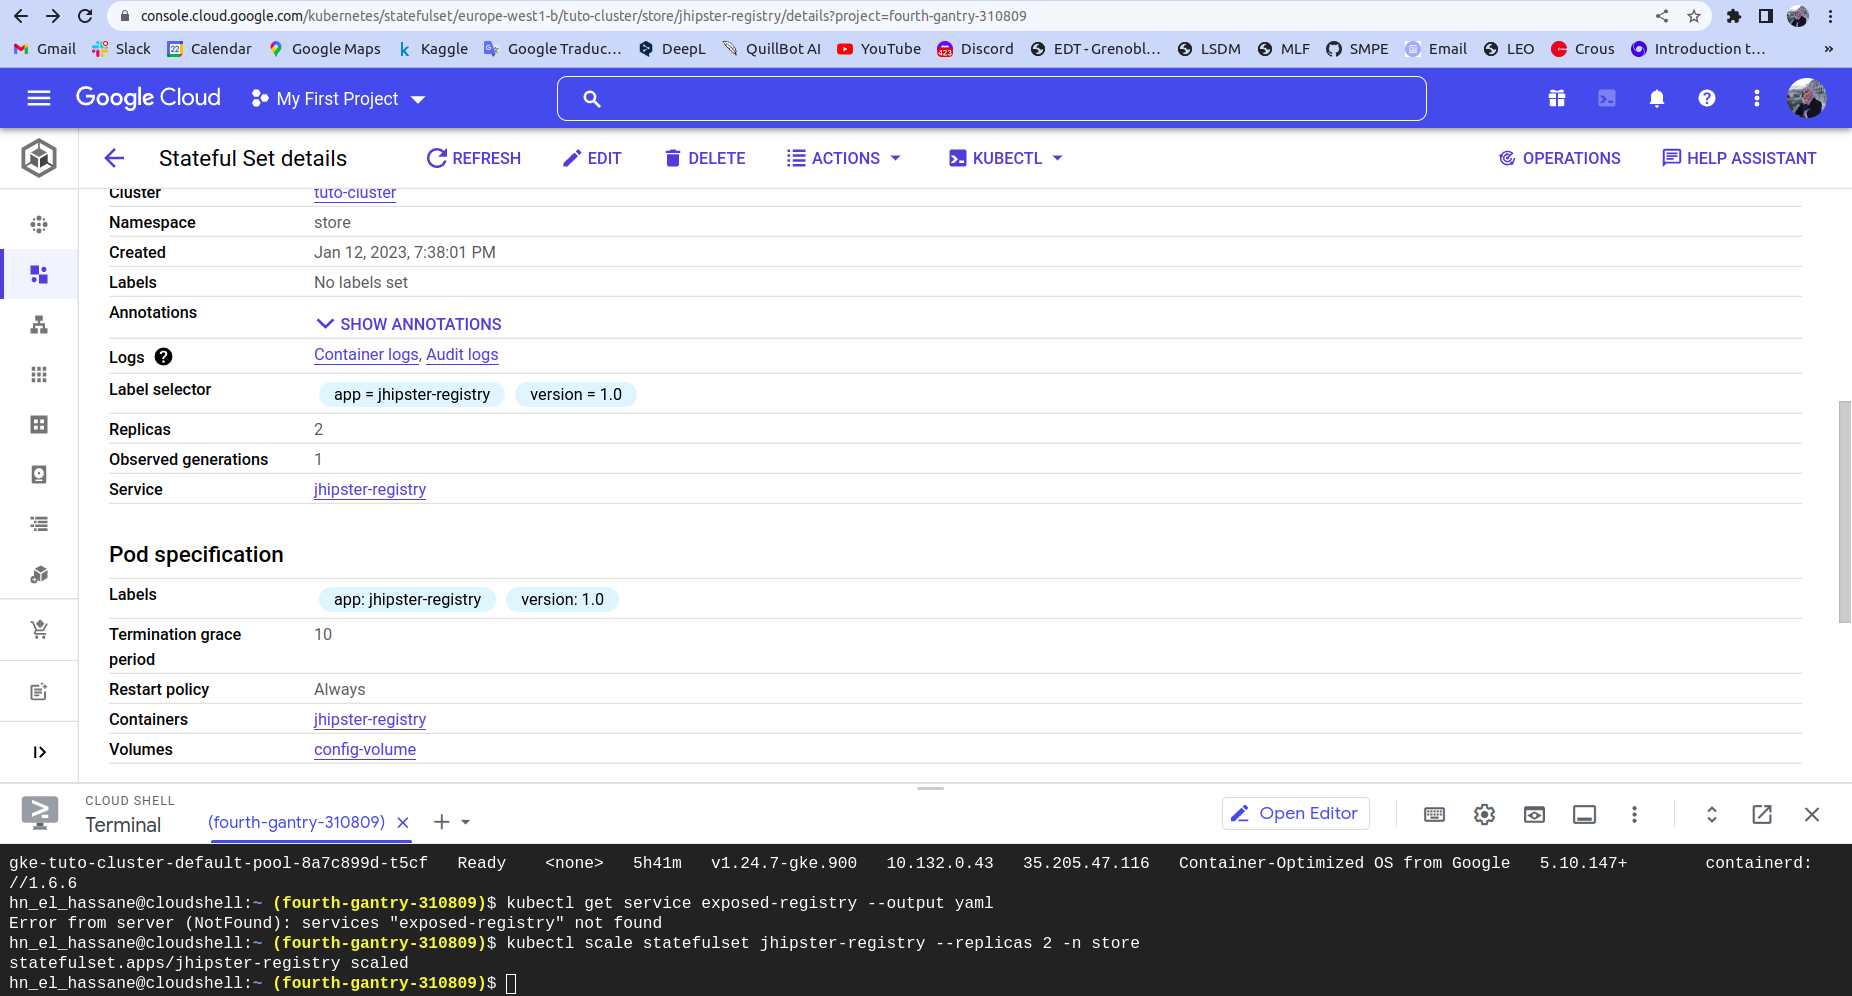 console.cloud.google.com/kubernetes/statefulset/europe-west1-b/tuto-cluster/store/jhipster-registry/details?project=fourth-gantry-310809
Gmail Slack 22 Calendar Google Maps Kaggle Google Traduc… DeepL QuillBot AI YouTube 423 Discord EDT - Grenobl… LSDM MLF SMPE Email LEO Crous Introduction t… »
Google Cloud My First Project
Stateful Set details REFRESH EDIT DELETE ACTIONS KUBECTL OPERATIONS HELP ASSISTANT
Cluster tuto-cluster
Namespace store
Created Jan 12, 2023, 7:38:01 PM
Labels No labels set
Annotations SHOW ANNOTATIONS
Logs Container logs, Audit logs
Label selector app = jhipster-registry version = 1.0
Replicas 2
Observed generations 1
Service jhipster-registry
Pod specification
Labels app: jhipster-registry version: 1.0
Termination grace period 10
Restart policy Always
Containers jhipster-registry
Volumes config-volume
CLOUD SHELL
Terminal (fourth-gantry-310809) Open Editor
gke-tuto-cluster-default-pool-8a7c899d-t5cf Ready <none> 5h41m v1.24.7-gke.900 10.132.0.43 35.205.47.116 Container-Optimized OS from Google 5.10.147+ containerd:
//1.6.6
hn_el_hassane@cloudshell:~ (fourth-gantry-310809)$ kubectl get service exposed-registry --output yaml
Error from server (NotFound): services "exposed-registry" not found
hn_el_hassane@cloudshell:~ (fourth-gantry-310809)$ kubectl scale statefulset jhipster-registry --replicas 2 -n store
statefulset.apps/jhipster-registry scaled
hn_el_hassane@cloudshell:~ (fourth-gantry-310809)$